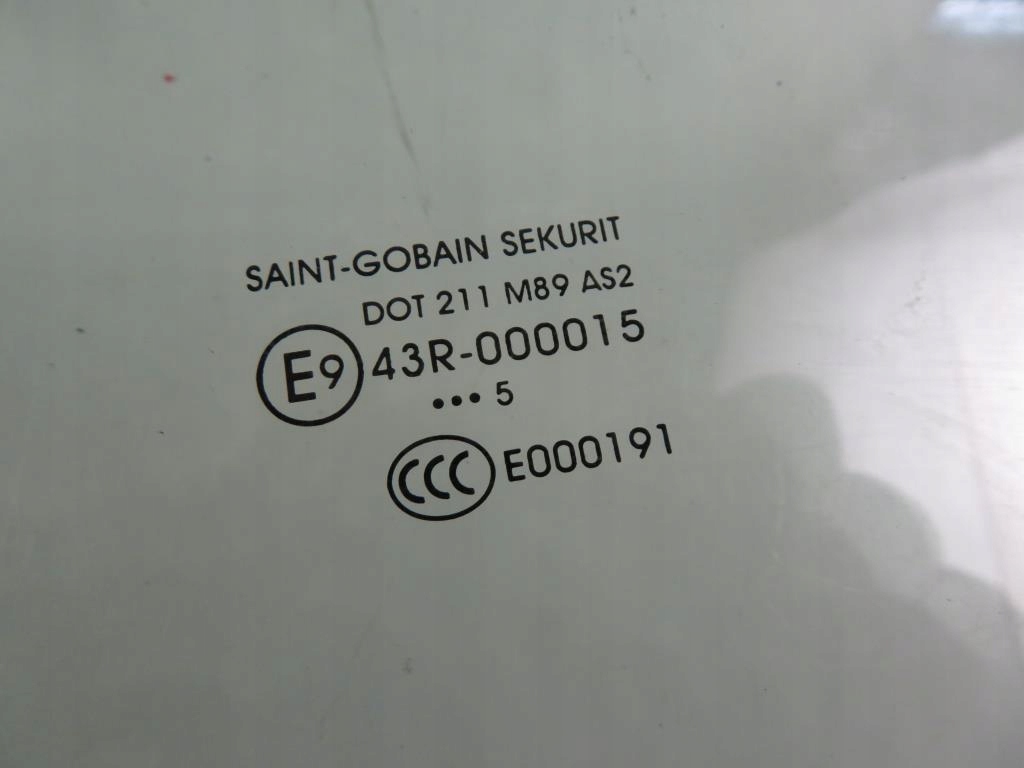 SAINT-GOBAIN SEKURIT
DOT 211 M89 AS2
E9 43R-000015
••• 5
CCC E000191